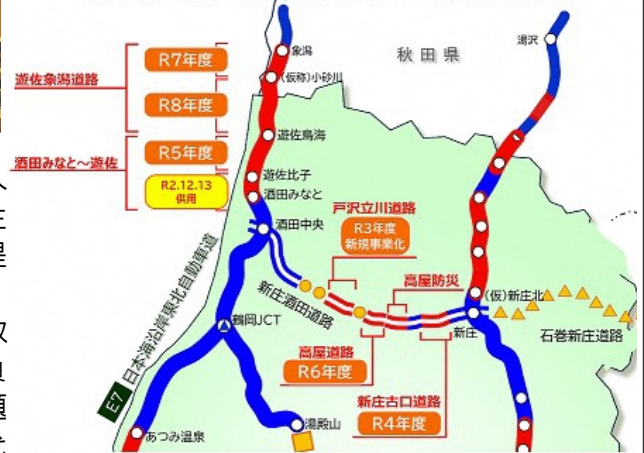 秋田県
湯沢
象潟
(仮称)小砂川
遊佐鳥海
遊佐比子
酒田みなと
酒田中央
遊佐象潟道路
R7年度
R8年度
酒田みなと～遊佐
R5年度
R2.12.13
供用
戸沢立川道路
R3年度
新規事業化
高屋防災
新庄酒田道路
(仮)新庄北
新庄
石巻新庄道路
高屋道路
R6年度
新庄古口道路
R4年度
E7 日本海沿岸東北自動車道
鶴岡JCT
あつみ温泉
湯殿山